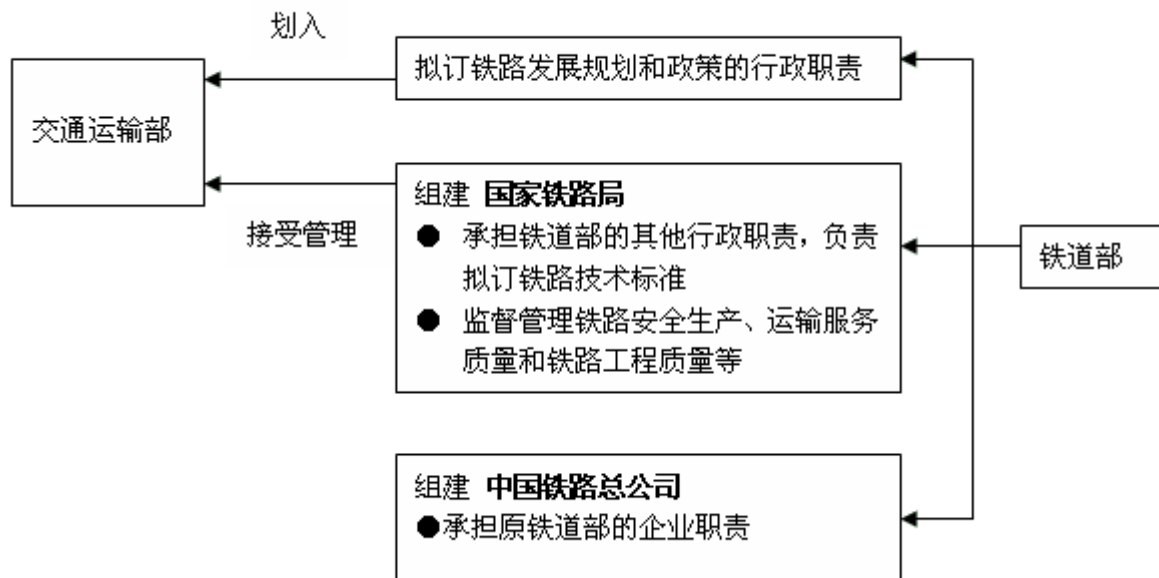 划入
拟订铁路发展规划和政策的行政职责
交通运输部
接受管理
组建 国家铁路局
● 承担铁道部的其他行政职责，负责
拟订铁路技术标准
● 监督管理铁路安全生产、运输服务
质量和铁路工程质量等
铁道部
组建 中国铁路总公司
●承担原铁道部的企业职责